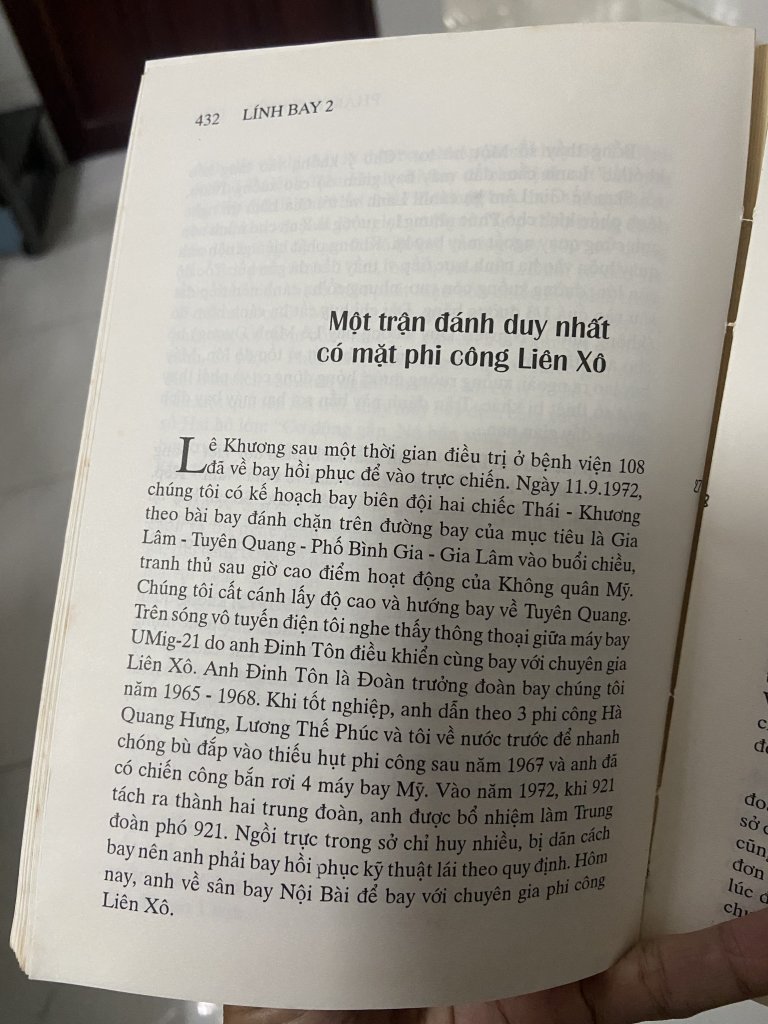 432 LÍNH BAY 2
Một trận đánh duy nhất
có mặt phi công Liên Xô
Lê Khương sau một thời gian điều trị ở bệnh viện 108
đã về bay hồi phục để vào trực chiến. Ngày 11.9.1972,
chúng tôi có kế hoạch bay biên đội hai chiếc Thái - Khương
theo bài bay đánh chặn trên đường bay của mục tiêu là Gia
Lâm - Tuyên Quang - Phố Bình Gia - Gia Lâm vào buổi chiều,
tranh thủ sau giờ cao điểm hoạt động của Không quân Mỹ.
Chúng tôi cất cánh lấy độ cao và hướng bay về Tuyên Quang.
Trên sóng vô tuyến điện tôi nghe thấy thông thoại giữa máy bay
UMig-21 do anh Đinh Tôn điều khiển cùng bay với chuyên gia
Liên Xô. Anh Đinh Tôn là Đoàn trưởng đoàn bay chúng tôi
năm 1965 - 1968. Khi tốt nghiệp, anh dẫn theo 3 phi công Hà
Quang Hưng, Lương Thế Phúc và tôi về nước trước để nhanh
chóng bù đắp vào thiếu hụt phi công sau năm 1967 và anh đã
có chiến công bắn rơi 4 máy bay Mỹ. Vào năm 1972, khi 921
tách ra thành hai trung đoàn, anh được bổ nhiệm làm Trung
đoàn phó 921. Ngồi trực trong sở chỉ huy nhiều, bị dãn cách
bay nên anh phải bay hồi phục kỹ thuật lái theo quy định. Hôm
nay, anh về sân bay Nội Bài để bay với chuyên gia phi công
Liên Xô.
đo
sở
cũn
đơn
lúc